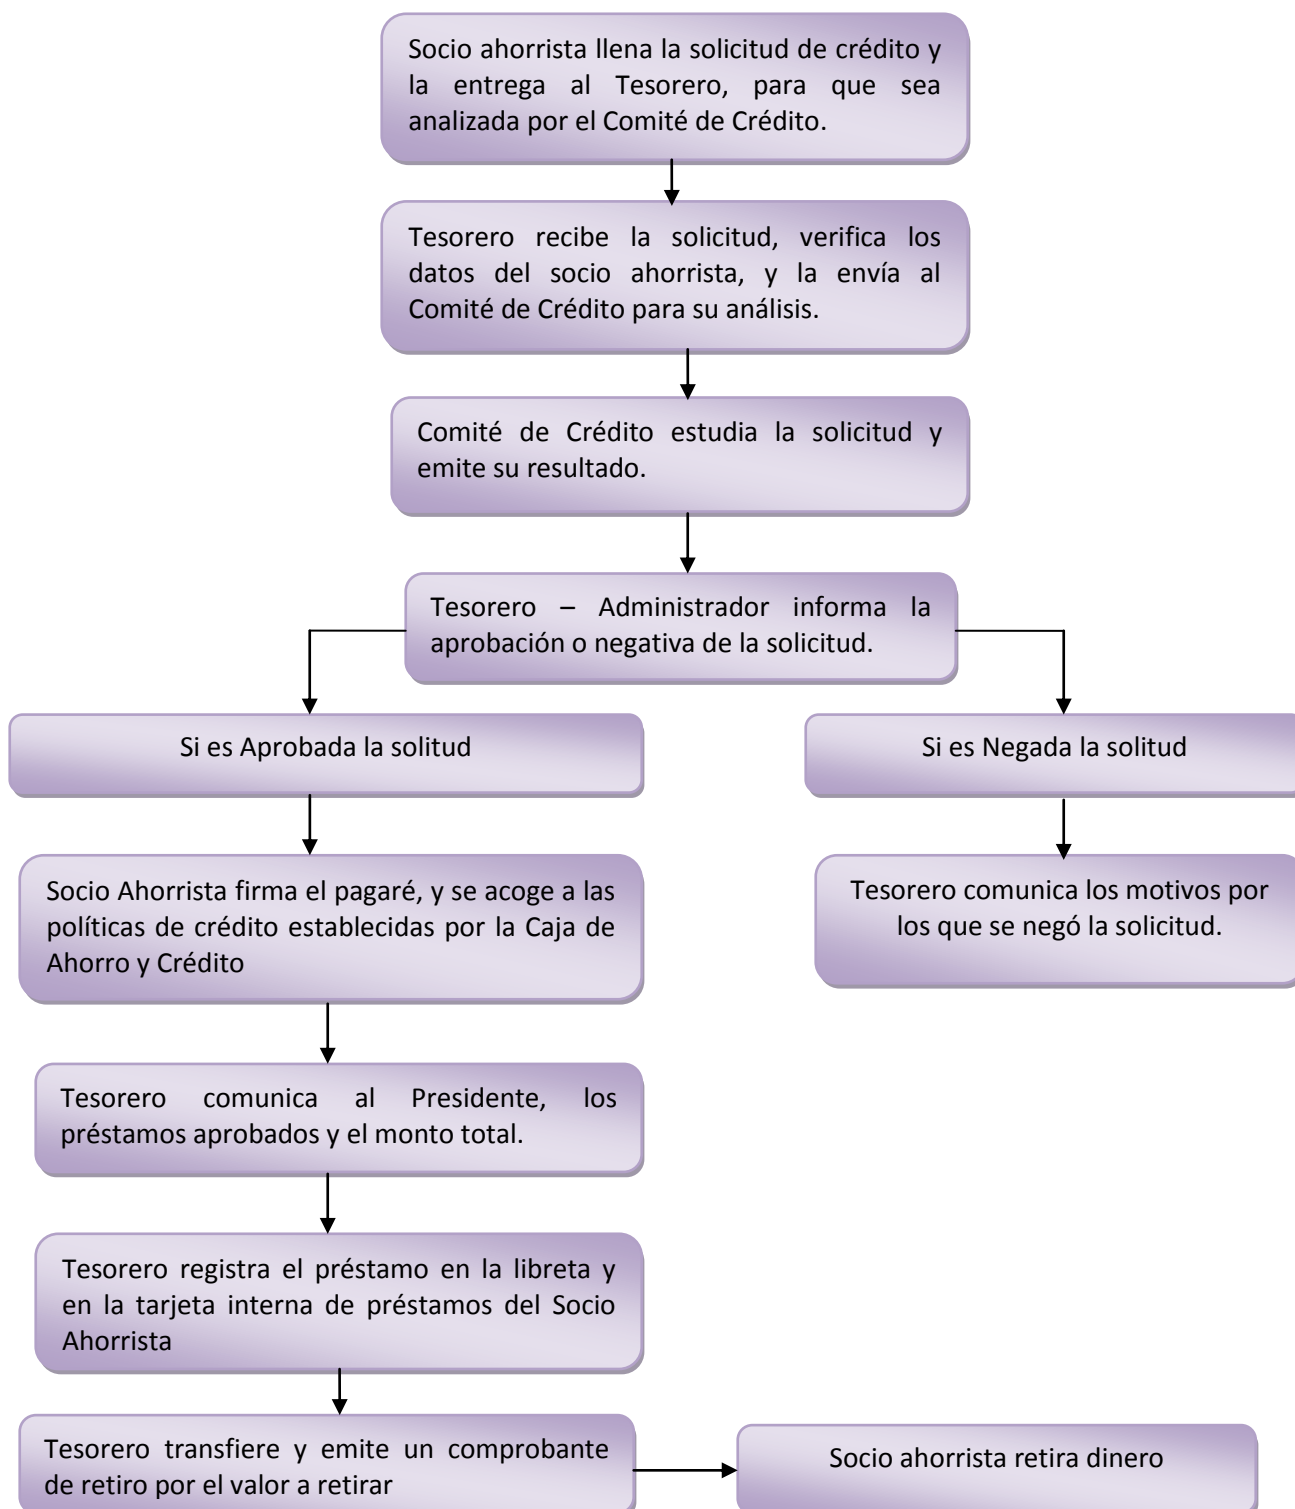 Socio ahorrista llena la solicitud de crédito y
la entrega al Tesorero, para que sea
analizada por el Comité de Crédito.
Tesorero recibe la solicitud, verifica los
datos del socio ahorrista, y la envía al
Comité de Crédito para su análisis.
Comité de Crédito estudia la solicitud y
emite su resultado.
Tesorero – Administrador informa la
aprobación o negativa de la solicitud.
Si es Aprobada la solitud
Si es Negada la solitud
Socio Ahorrista firma el pagaré, y se acoge a las
políticas de crédito establecidas por la Caja de
Ahorro y Crédito
Tesorero comunica los motivos por
los que se negó la solicitud.
Tesorero comunica al Presidente, los
préstamos aprobados y el monto total.
Tesorero registra el préstamo en la libreta y
en la tarjeta interna de préstamos del Socio
Ahorrista
Tesorero transfiere y emite un comprobante
de retiro por el valor a retirar
Socio ahorrista retira dinero